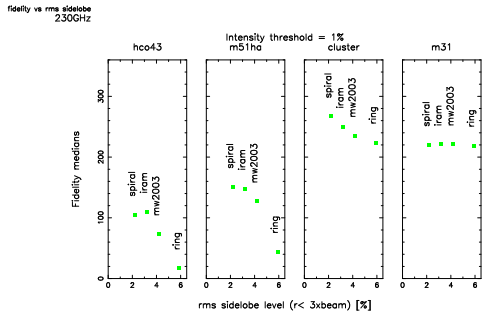 fidelity vs rms sidelobe
230GHz
Intensity threshold = 1%
hco43 m51ha cluster m31
spiral iram mw2003 ring
spiral iram mw2003 ring
spiral iram mw2003 ring
spiral iram mw2003 ring
Fidelity medians
300
200
100
0
0 2 4 6 0 2 4 6 0 2 4 6 0 2 4 6
rms sidelobe level (r< 3xbeam) [%]